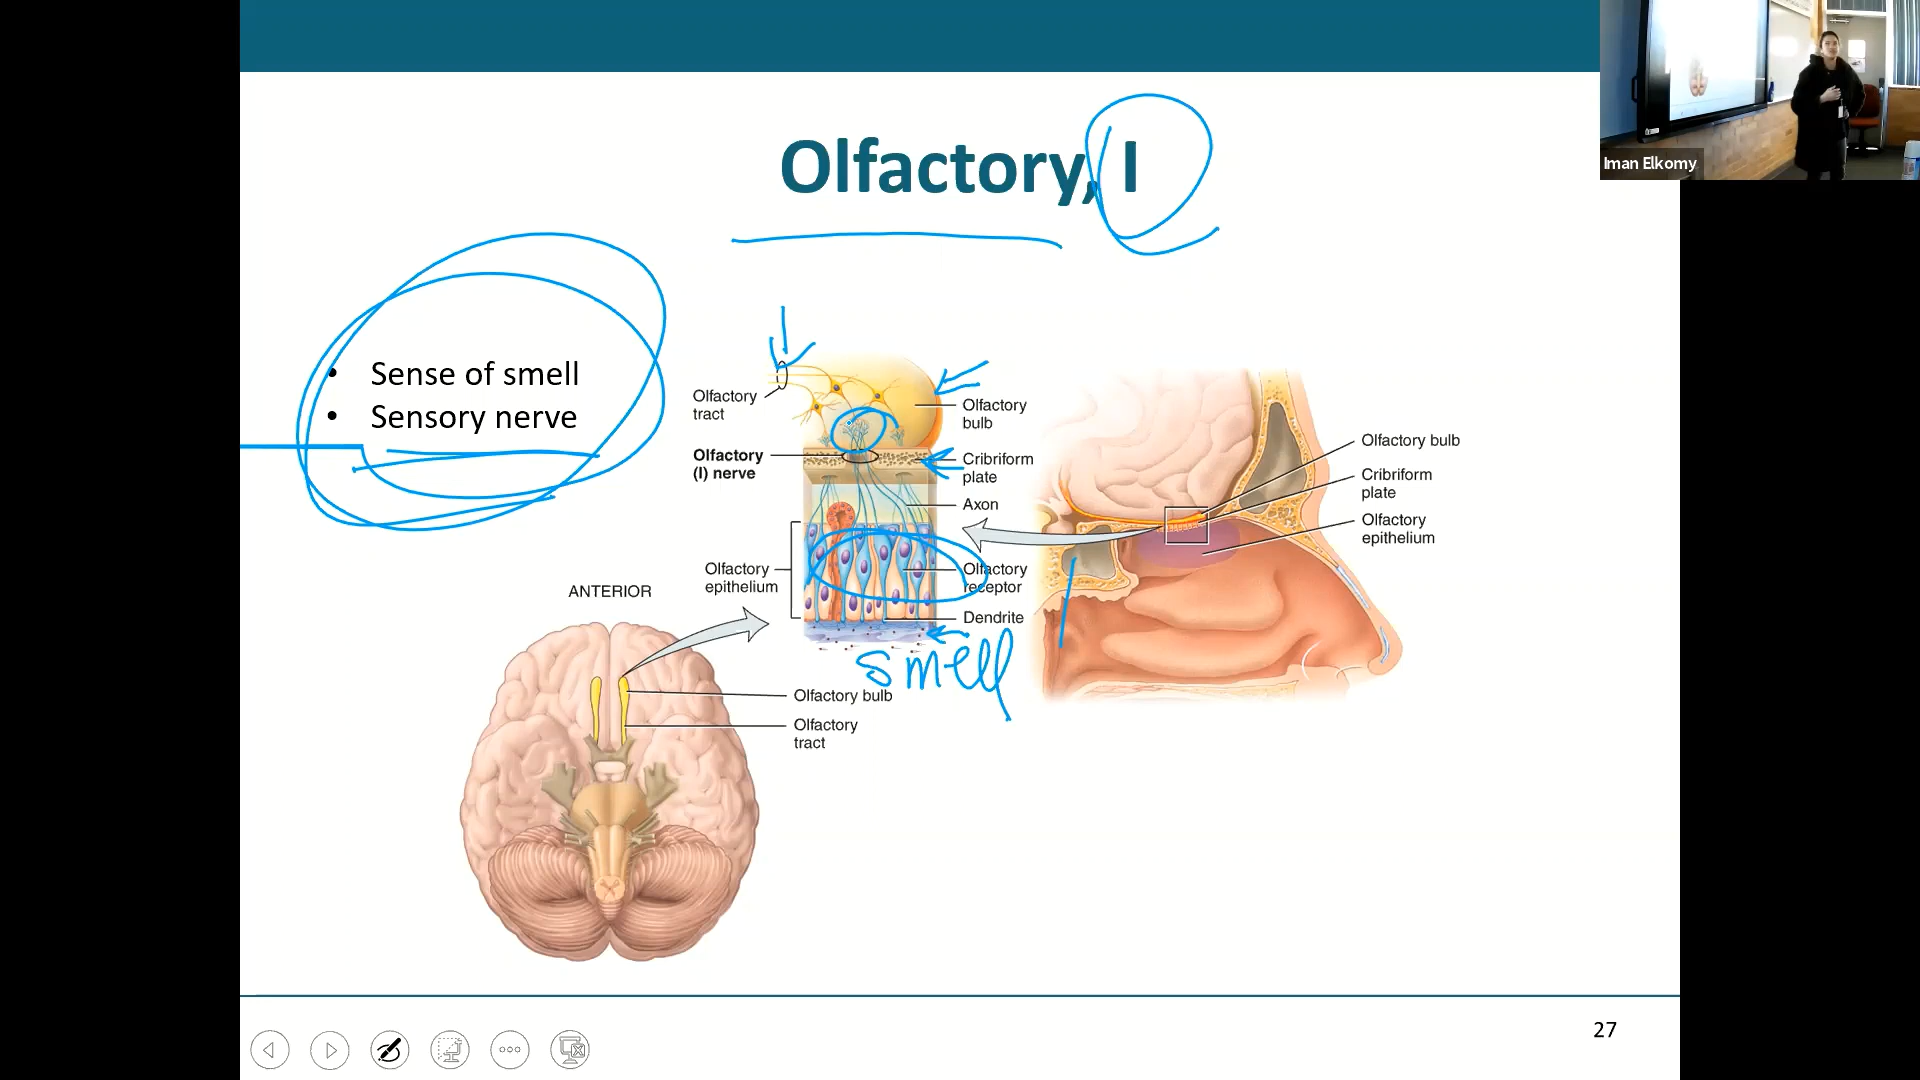 Olfactory, I
Iman Elkomy
• Sense of smell
• Sensory nerve
Olfactory
tract
Olfactory
(I) nerve
Olfactory
epithelium
Olfactory
bulb
Cribriform
plate
Axon
Olfactory
receptor
Dendrite
smell
Olfactory bulb
Cribriform
plate
Olfactory
epithelium
ANTERIOR
Olfactory bulb
Olfactory
tract
27